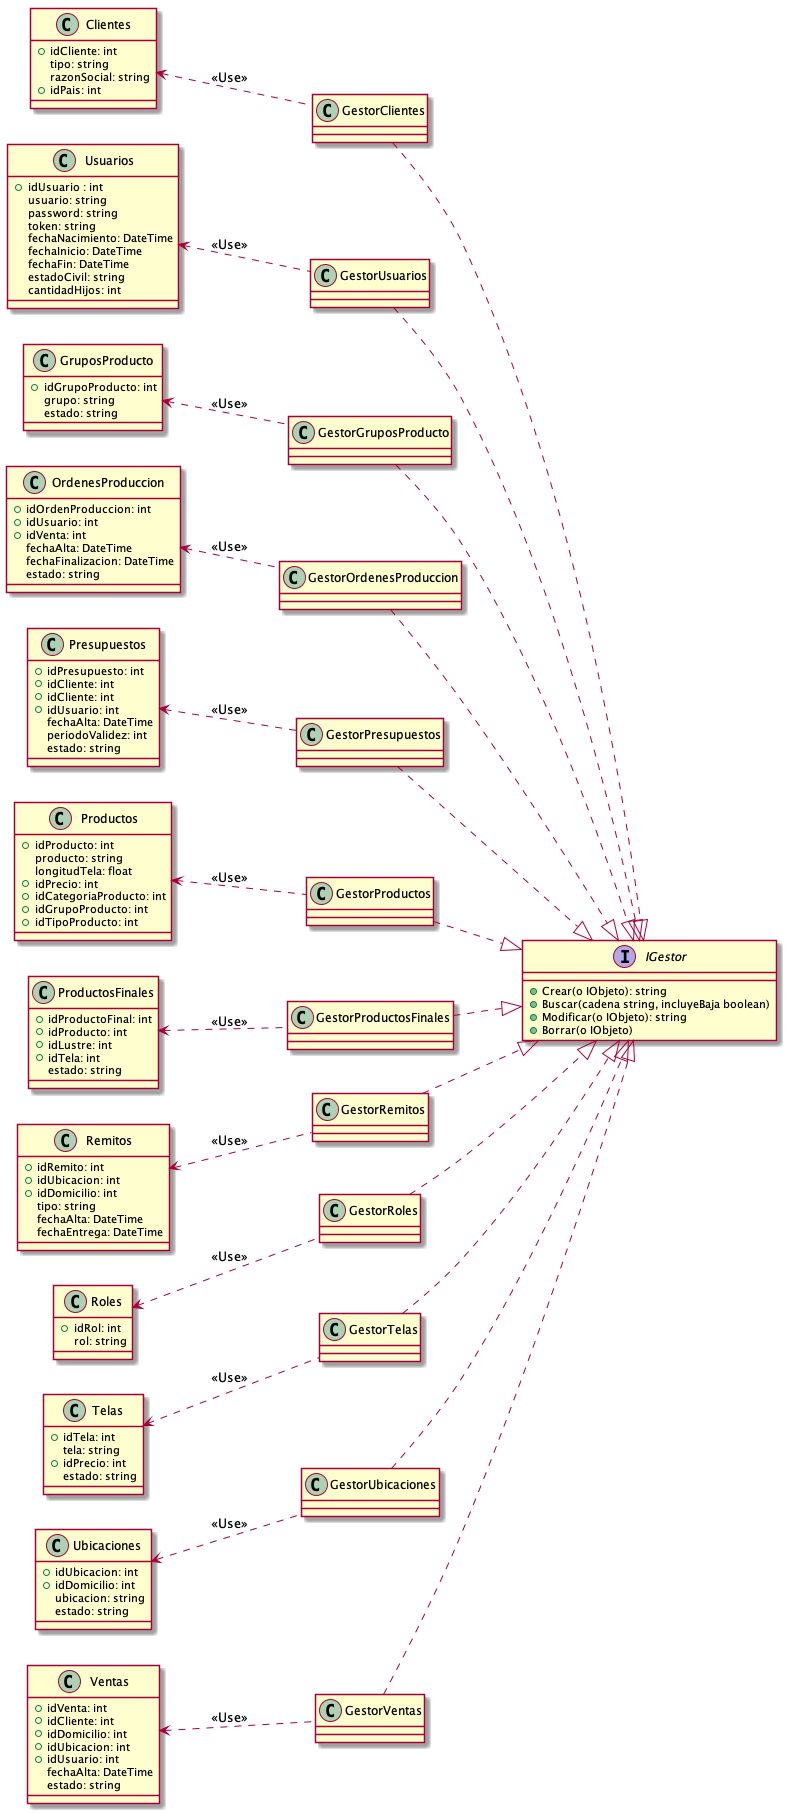 C Clientes
idCliente: int
tipo: string
razonSocial: string
idPais: int
«Use»
C GestorClientes
C Usuarios
idUsuario : int
usuario: string
password: string
token: string
fechaNacimiento: DateTime
fechaInicio: DateTime
fechaFin: DateTime
estadoCivil: string
cantidadHijos: int
«Use»
C GestorUsuarios
C GruposProducto
idGrupoProducto: int
grupo: string
estado: string
«Use»
C GestorGruposProducto
C OrdenesProduccion
idOrdenProduccion: int
idUsuario: int
idVenta: int
fechaAlta: DateTime
fechaFinalizacion: DateTime
estado: string
«Use»
C GestorOrdenesProduccion
C Presupuestos
idPresupuesto: int
idCliente: int
idCliente: int
idUsuario: int
fechaAlta: DateTime
periodoValidez: int
estado: string
«Use»
C GestorPresupuestos
C Productos
idProducto: int
producto: string
longitudTela: float
idPrecio: int
idCategoriaProducto: int
idGrupoProducto: int
idTipoProducto: int
«Use»
C GestorProductos
I IGestor
Crear(o IObjeto): string
Buscar(cadena string, incluyeBaja boolean)
Modificar(o IObjeto): string
Borrar(o IObjeto)
C ProductosFinales
idProductoFinal: int
idProducto: int
idLustre: int
idTela: int
estado: string
«Use»
C GestorProductosFinales
C Remitos
idRemito: int
idUbicacion: int
idDomicilio: int
tipo: string
fechaAlta: DateTime
fechaEntrega: DateTime
«Use»
C GestorRemitos
C GestorRoles
«Use»
C Roles
idRol: int
rol: string
C GestorTelas
«Use»
C Telas
idTela: int
tela: string
idPrecio: int
estado: string
C GestorUbicaciones
«Use»
C Ubicaciones
idUbicacion: int
idDomicilio: int
ubicacion: string
estado: string
C Ventas
idVenta: int
idCliente: int
idDomicilio: int
idUbicacion: int
idUsuario: int
fechaAlta: DateTime
estado: string
«Use»
C GestorVentas